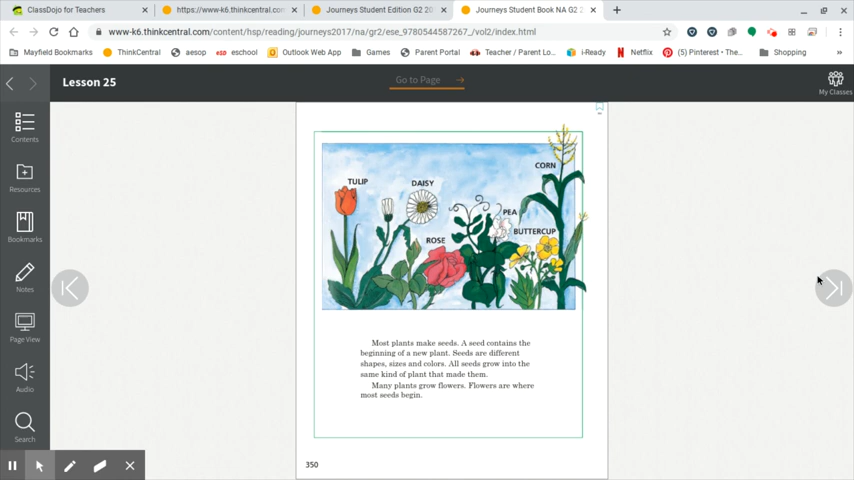 ClassDojo for Teachers
https://www-k6.thinkcentral.com/
Journeys Student Edition G2 20
Journeys Student Book NA G2 2
www-k6.thinkcentral.com/content/hsp/reading/journeys2017/na/gr2/ese_9780544587267_/vol2/index.html
Mayfield Bookmarks
ThinkCentral
aesop
esd eschool
Outlook Web App
Games
Parent Portal
Teacher / Parent Lo...
i-Ready
Netflix
(5) Pinterest • The...
Shopping
Lesson 25
Go to Page
My Classes
Contents
Resources
Bookmarks
Notes
Page View
Audio
Search
CORN
TULIP
DAISY
PEA
BUTTERCUP
ROSE
Most plants make seeds. A seed contains the
beginning of a new plant. Seeds are different
shapes, sizes and colors. All seeds grow into the
same kind of plant that made them.
Many plants grow flowers. Flowers are where
most seeds begin.
350